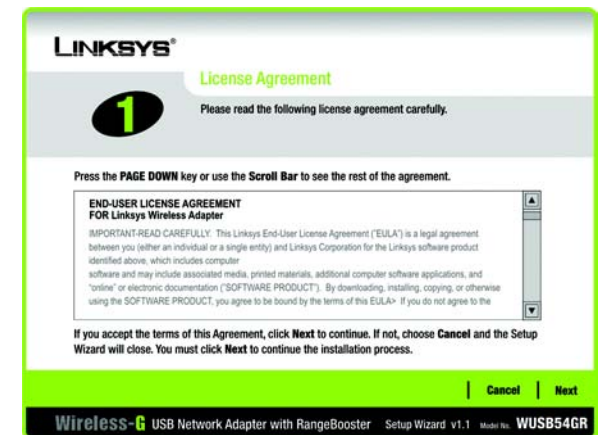 LINKSYS®
License Agreement
1
Please read the following license agreement carefully.
Press the PAGE DOWN key or use the Scroll Bar to see the rest of the agreement.
END-USER LICENSE AGREEMENT
FOR Linksys Wireless Adapter
IMPORTANT-READ CAREFULLY. This Linksys End-User License Agreement ("EULA") is a legal agreement
between you (either an individual or a single entity) and Linksys Corporation for the Linksys software product
identified above, which includes computer
software and may include associated media, printed materials, additional computer software applications, and
"online" or electronic documentation ("SOFTWARE PRODUCT"). By downloading, installing, copying, or otherwise
using the SOFTWARE PRODUCT, you agree to be bound by the terms of this EULA> If you do not agree to the
If you accept the terms of this Agreement, click Next to continue. If not, choose Cancel and the Setup
Wizard will close. You must click Next to continue the installation process.
Cancel Next
Wireless-G USB Network Adapter with RangeBooster Setup Wizard v1.1 Model No. WUSB54GR